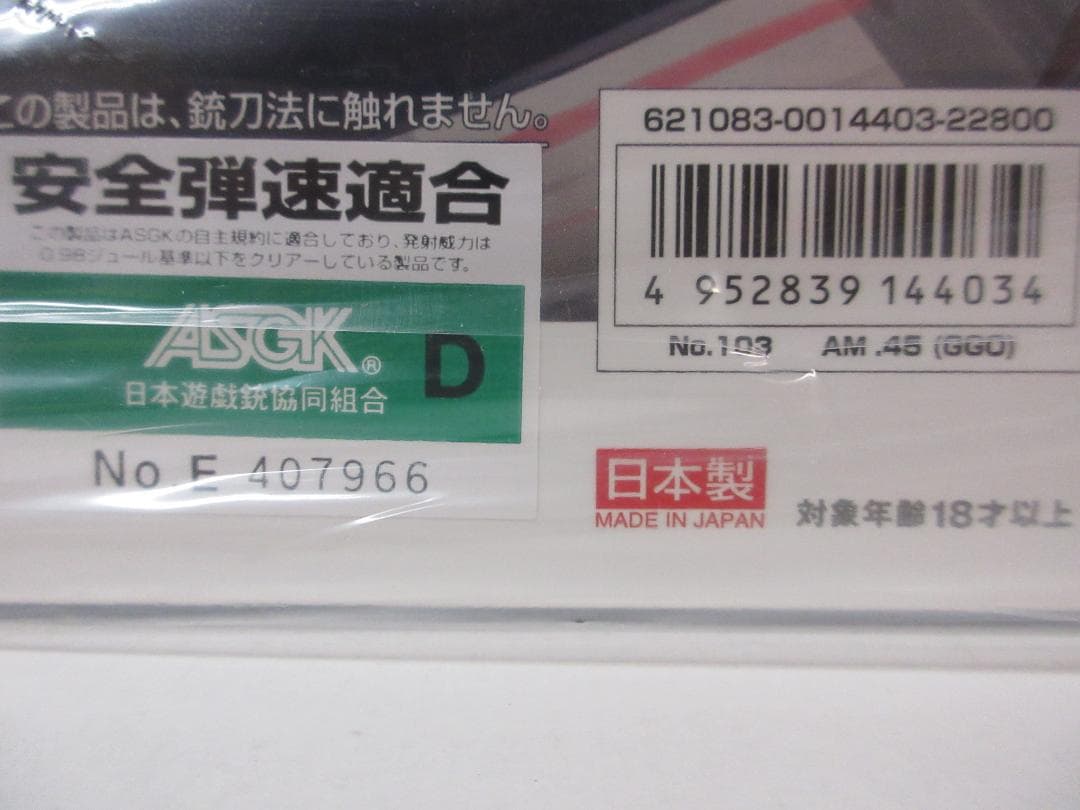 この製品は、銃刀法に触れません。
安全弾速適合
この製品はASGKの自主規約に適合しており、発射威力は
0.98ジュール基準以下をクリアーしている製品です。
ASGK® D
日本遊戯銃協同組合
No E 407966
621083-0014403-22800
4 952839 144034
No.103 AM .45 (GGO)
日本製
MADE IN JAPAN
対象年齢18才以上